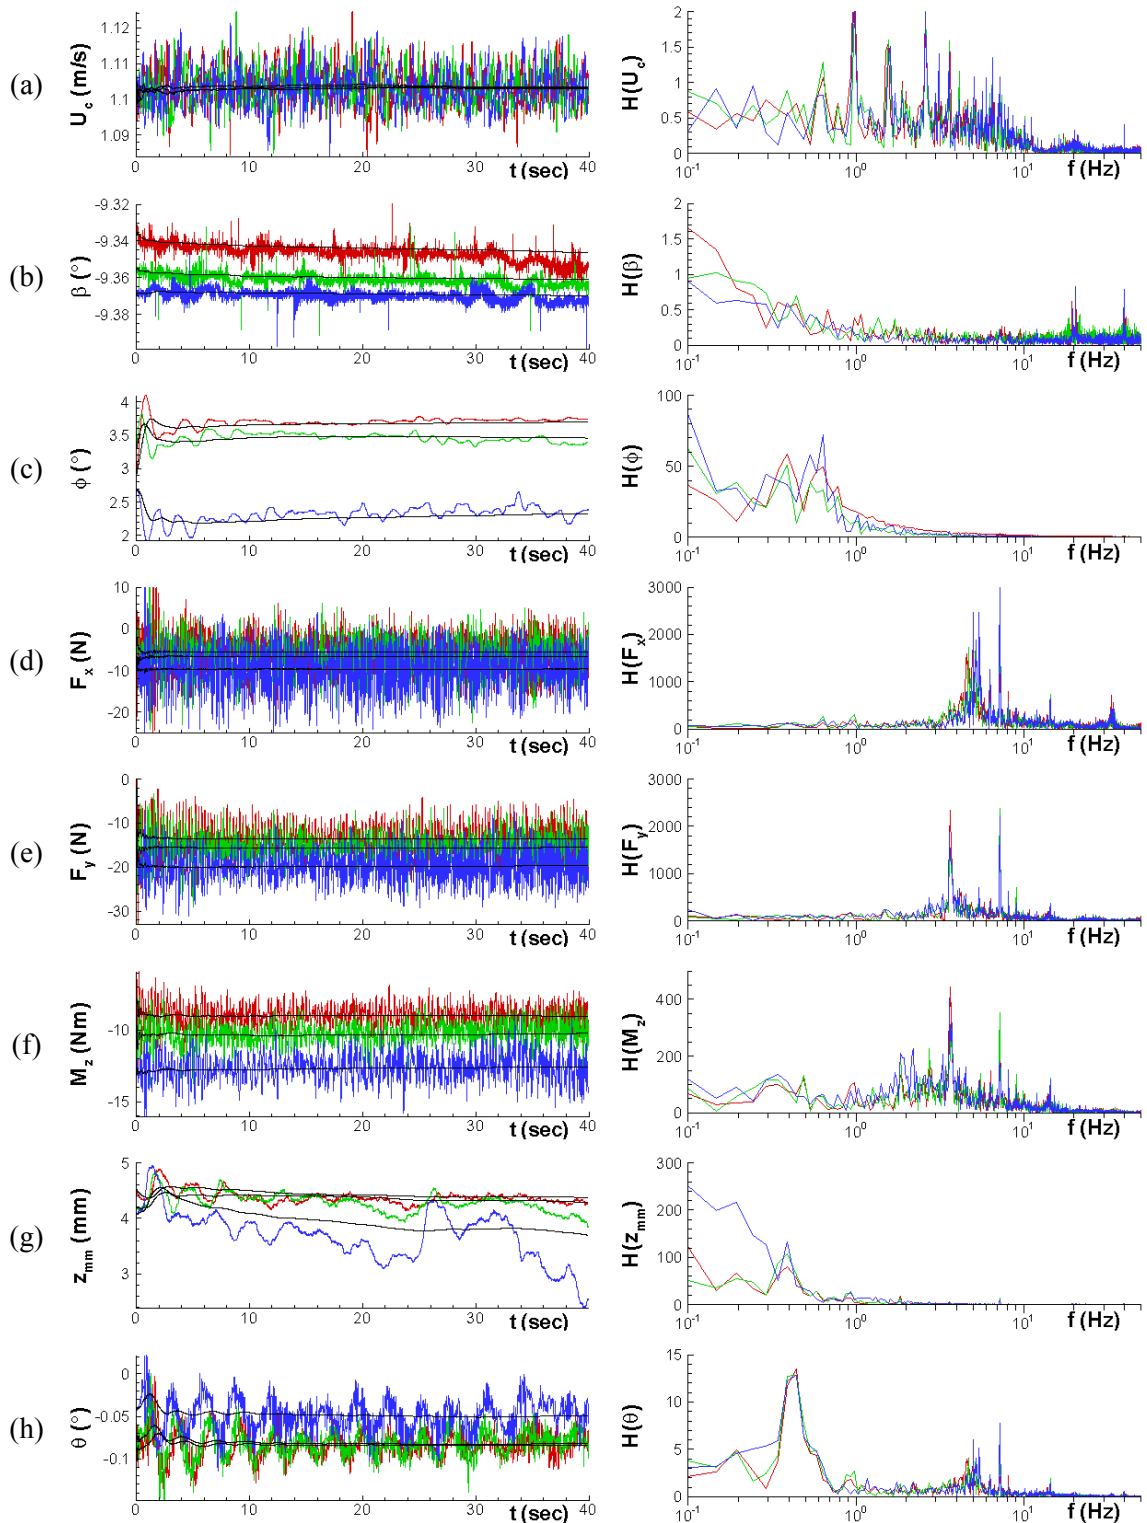 (a)
U_c (m/s)
1.12
1.11
1.1
1.09
0 10 20 30 40
t (sec)
H(U_c)
2
1.5
1
0.5
0
10^-1 10^0 10^1
f (Hz)
(b)
β (°)
-9.32
-9.34
-9.36
-9.38
0 10 20 30 40
t (sec)
H(β)
2
1.5
1
0.5
0
10^-1 10^0 10^1
f (Hz)
(c)
ϕ (°)
4
3.5
3
2.5
2
0 10 20 30 40
t (sec)
H(ϕ)
100
50
0
10^-1 10^0 10^1
f (Hz)
(d)
F_x (N)
10
0
-10
-20
0 10 20 30 40
t (sec)
H(F_x)
3000
2000
1000
0
10^-1 10^0 10^1
f (Hz)
(e)
F_y (N)
0
-10
-20
-30
0 10 20 30 40
t (sec)
H(F_y)
3000
2000
1000
0
10^-1 10^0 10^1
f (Hz)
(f)
M_z (Nm)
-10
-15
0 10 20 30 40
t (sec)
H(M_z)
400
200
0
10^-1 10^0 10^1
f (Hz)
(g)
z_mm (mm)
5
4
3
0 10 20 30 40
t (sec)
H(z_mm)
300
200
100
0
10^-1 10^0 10^1
f (Hz)
(h)
θ (°)
0
-0.05
-0.1
0 10 20 30 40
t (sec)
H(θ)
15
10
5
0
10^-1 10^0 10^1
f (Hz)